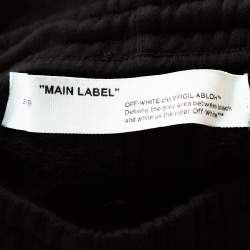 "MAIN LABEL"
OFF-WHITE c/o VIRGIL ABLOH™
Defining the grey area between black
and white as the color Off-White™